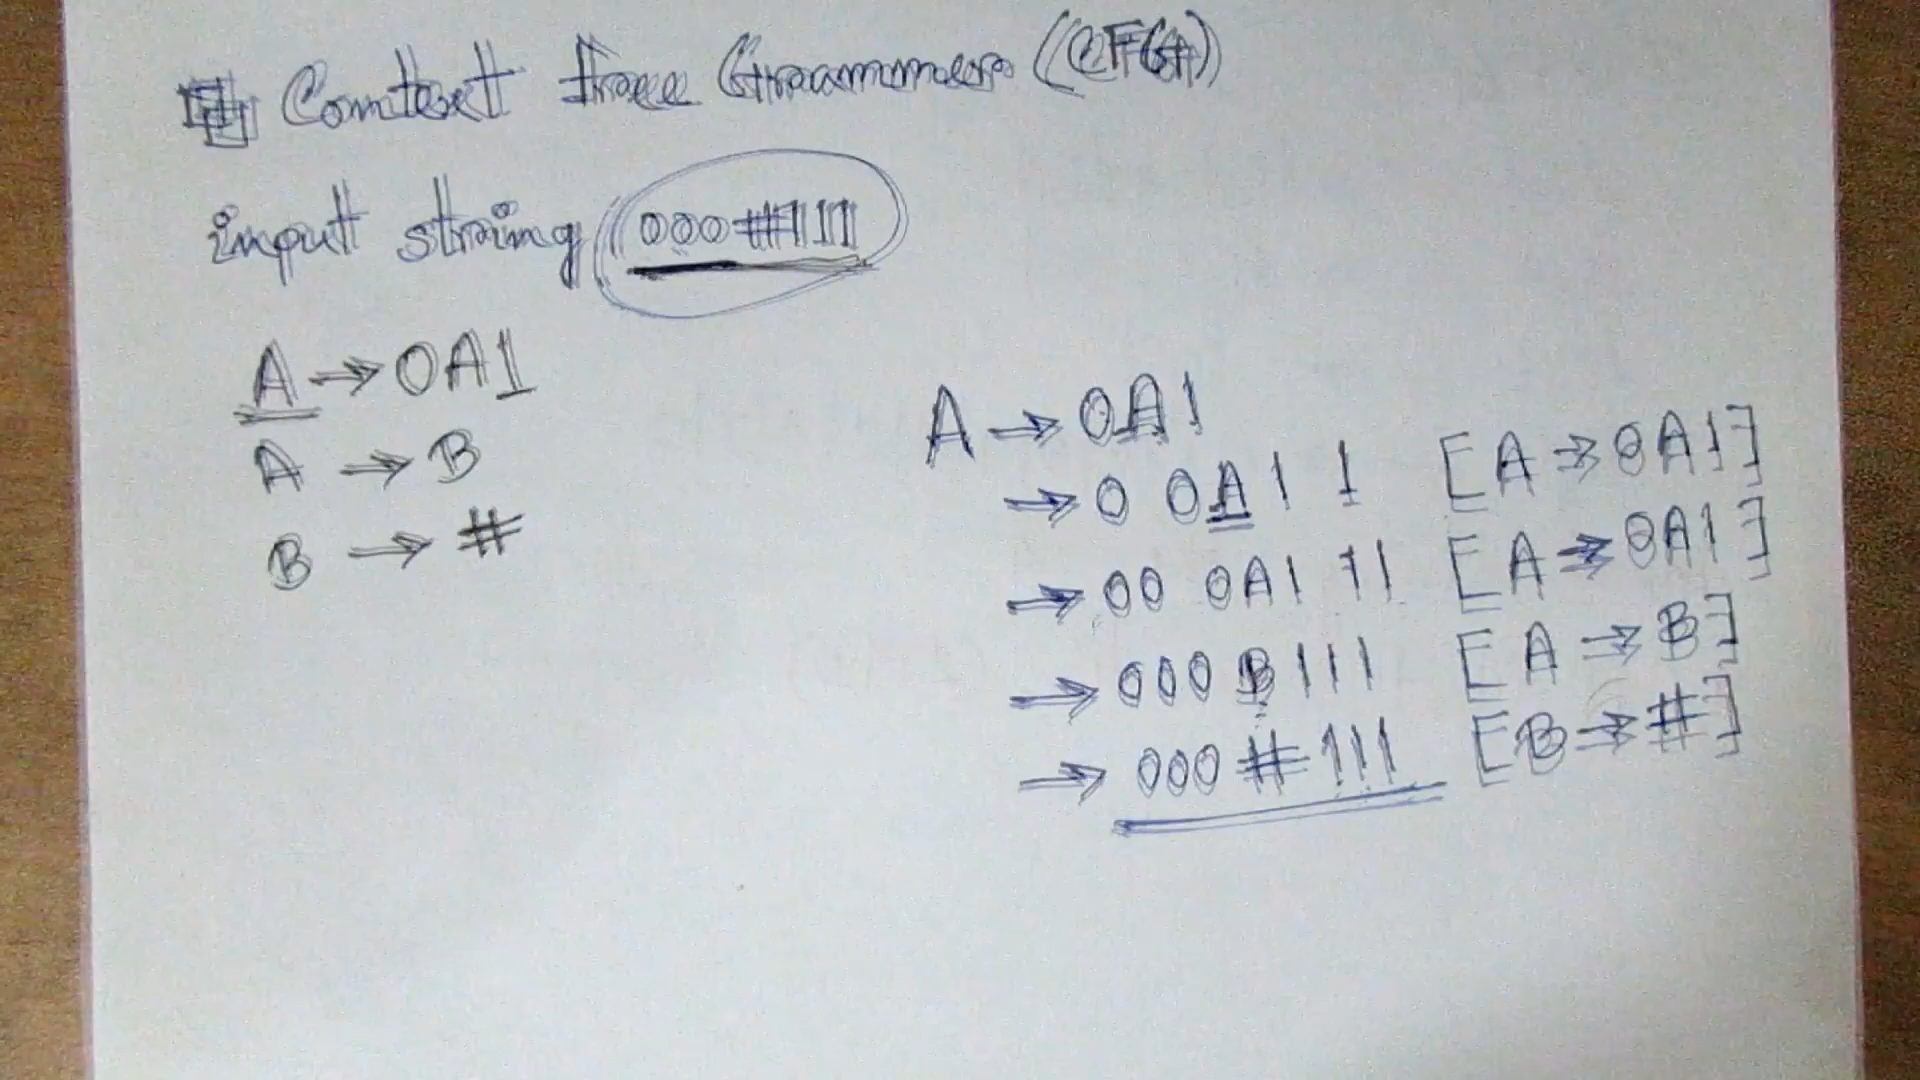 Context free Grammer (CFG)
input string 000#111
A → 0A1
A → B
B → #
A → 0A1
→ 0 0A1 1 [A → 0A1]
→ 00 0A1 11 [A → 0A1]
→ 000 B 111 [A → B]
→ 000 # 111 [B → #]